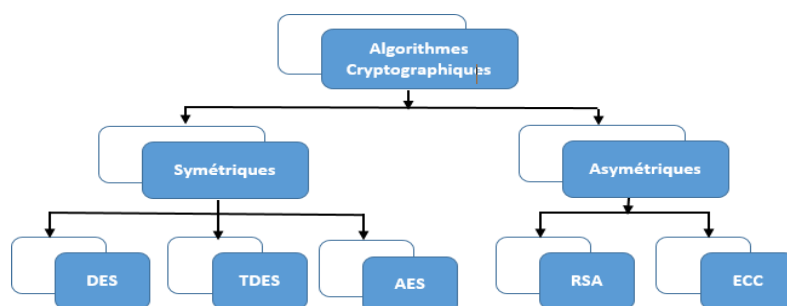 Algorithmes
Cryptographiques
Symétriques
Asymétriques
DES
TDES
AES
RSA
ECC